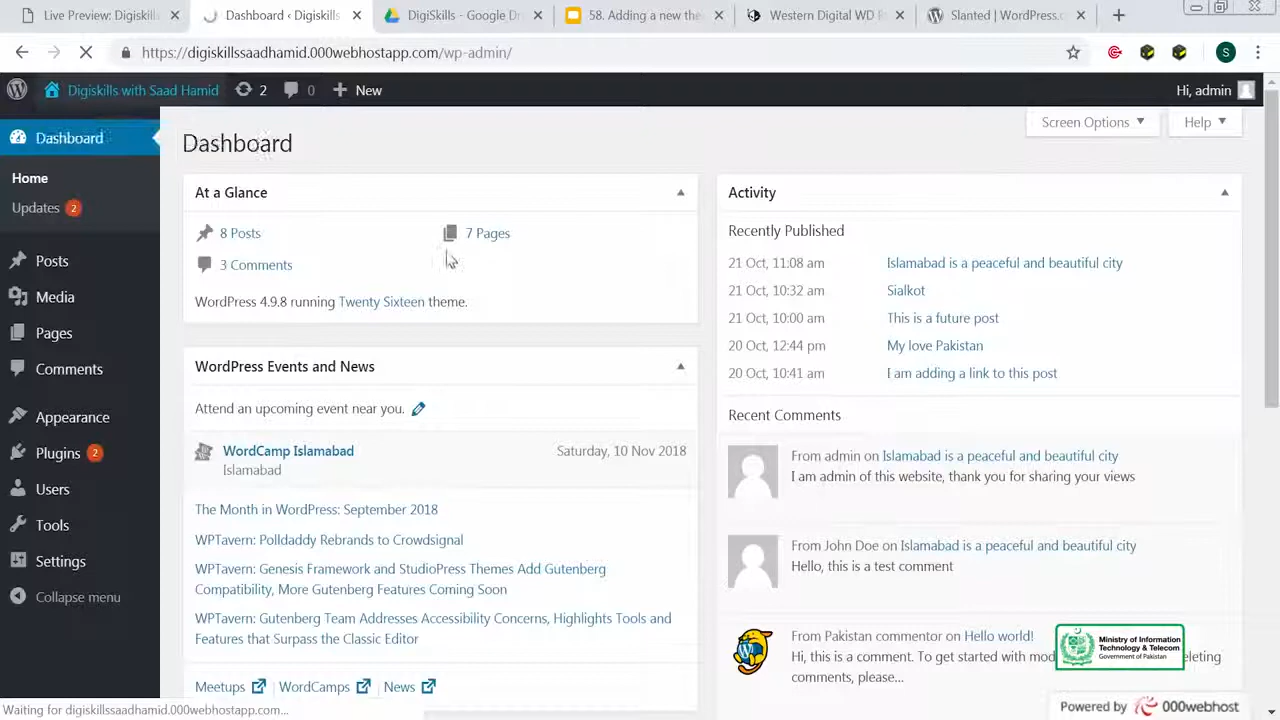 Live Preview: Digiskills
Dashboard ‹ Digiskills
DigiSkills - Google Dr
58. Adding a new the
Western Digital WD P
Slanted | WordPress.c
https://digiskillssaadhamid.000webhostapp.com/wp-admin/
S
Digiskills with Saad Hamid
2
0
New
Hi, admin
Dashboard
Home
Updates 2
Posts
Media
Pages
Comments
Appearance
Plugins 2
Users
Tools
Settings
Collapse menu
Screen Options
Help
Dashboard
At a Glance
8 Posts
7 Pages
3 Comments
WordPress 4.9.8 running Twenty Sixteen theme.
WordPress Events and News
Attend an upcoming event near you.
WordCamp Islamabad
Saturday, 10 Nov 2018
Islamabad
The Month in WordPress: September 2018
WPTavern: Polldaddy Rebrands to Crowdsignal
WPTavern: Genesis Framework and StudioPress Themes Add Gutenberg
Compatibility, More Gutenberg Features Coming Soon
WPTavern: Gutenberg Team Addresses Accessibility Concerns, Highlights Tools and
Features that Surpass the Classic Editor
Meetups
WordCamps
News
Activity
Recently Published
21 Oct, 11:08 am Islamabad is a peaceful and beautiful city
21 Oct, 10:32 am Sialkot
21 Oct, 10:00 am This is a future post
20 Oct, 12:44 pm My love Pakistan
20 Oct, 10:41 am I am adding a link to this post
Recent Comments
From admin on Islamabad is a peaceful and beautiful city
I am admin of this website, thank you for sharing your views
From John Doe on Islamabad is a peaceful and beautiful city
Hello, this is a test comment
From Pakistan commentor on Hello world!
Hi, this is a comment. To get started with mod eleting
comments, please...
Ministry of Information
Technology & Telecom
Government of Pakistan
Powered by 000webhost
Waiting for digiskillssaadhamid.000webhostapp.com...